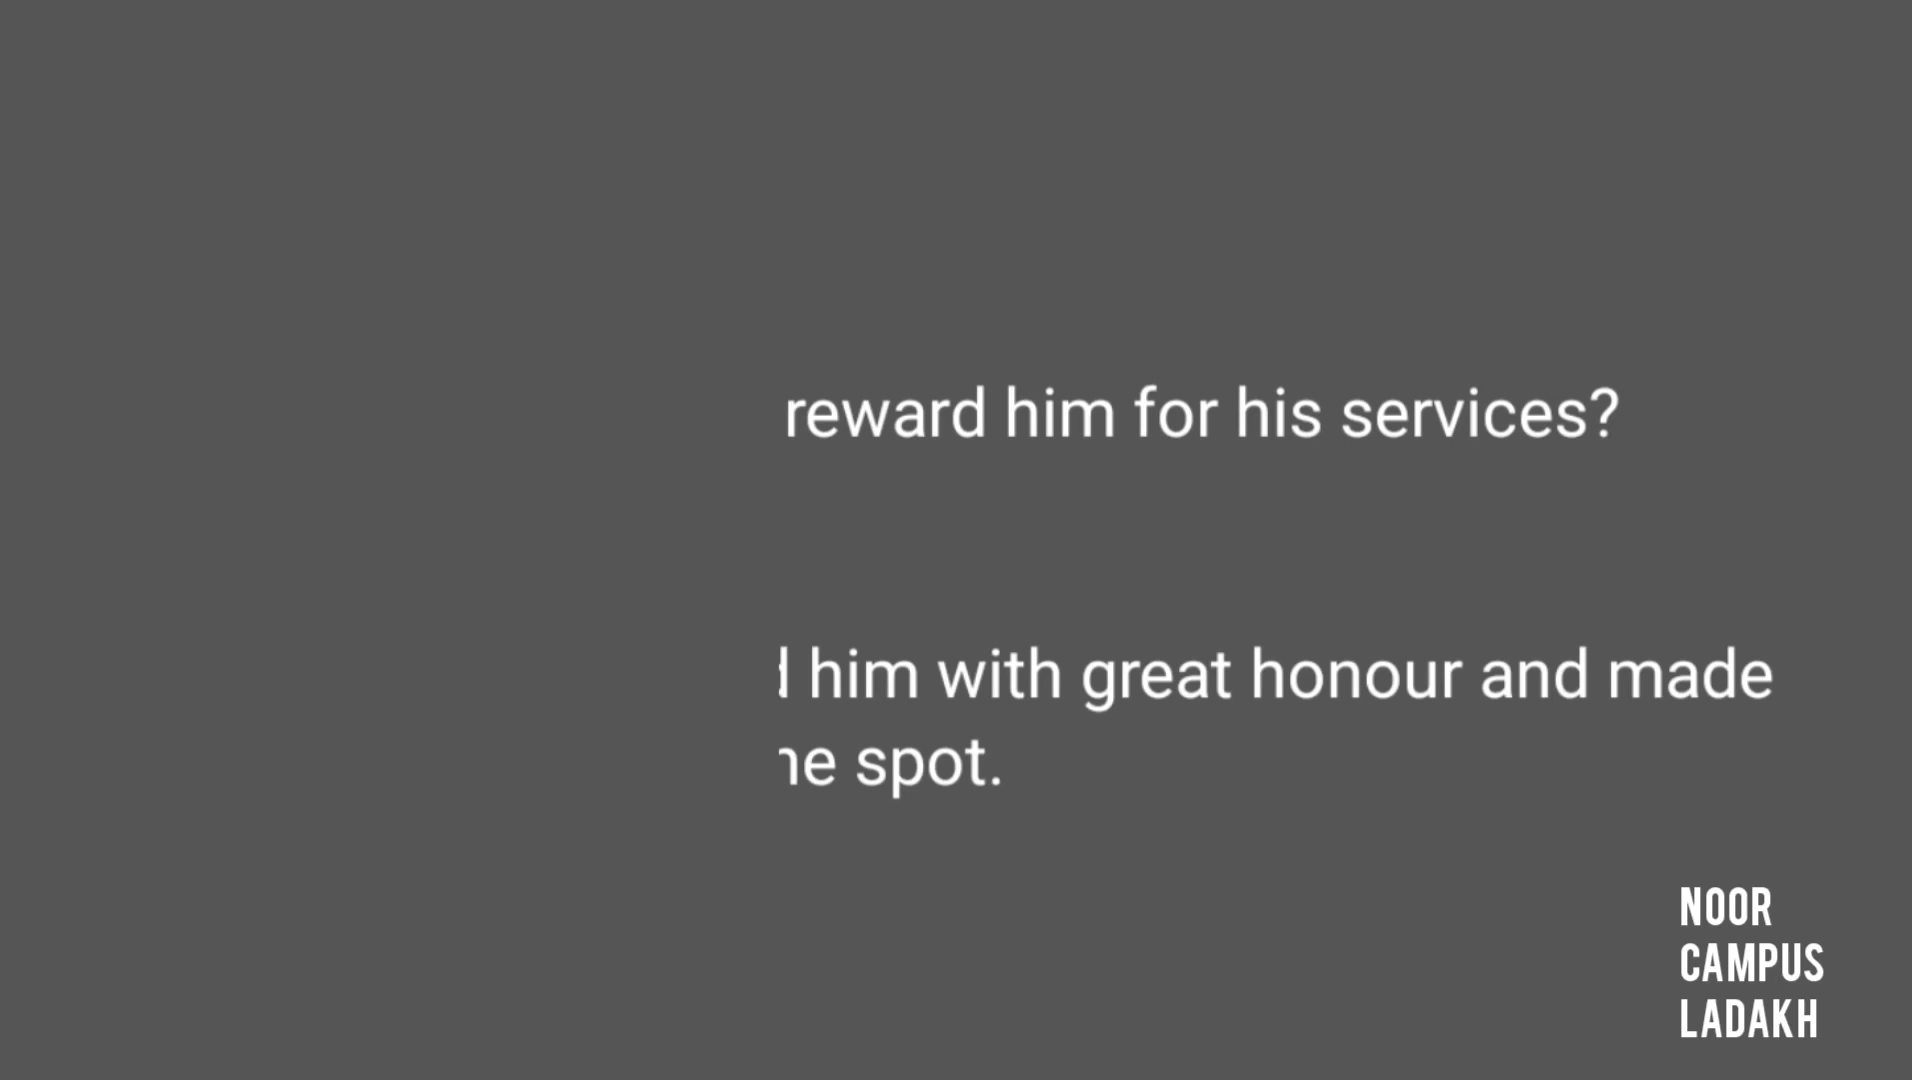 reward him for his services?
him with great honour and made
spot.
NOOR
CAMPUS
LADAKH